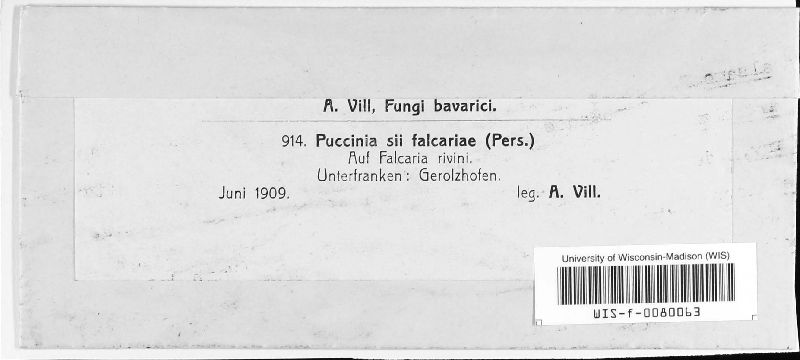 A. Vill, Fungi bavarici.
914. Puccinia sii falcariae (Pers.)
Auf Falcaria rivini.
Unterfranken: Gerolzhofen.
Juni 1909. leg. A. Vill.
University of Wisconsin-Madison (WIS)
WIS-f-0080063